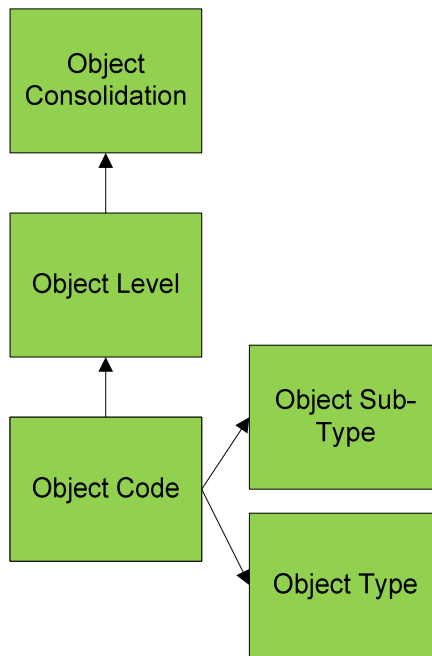 Object
Consolidation
Object Level
Object Sub-
Type
Object Code
Object Type